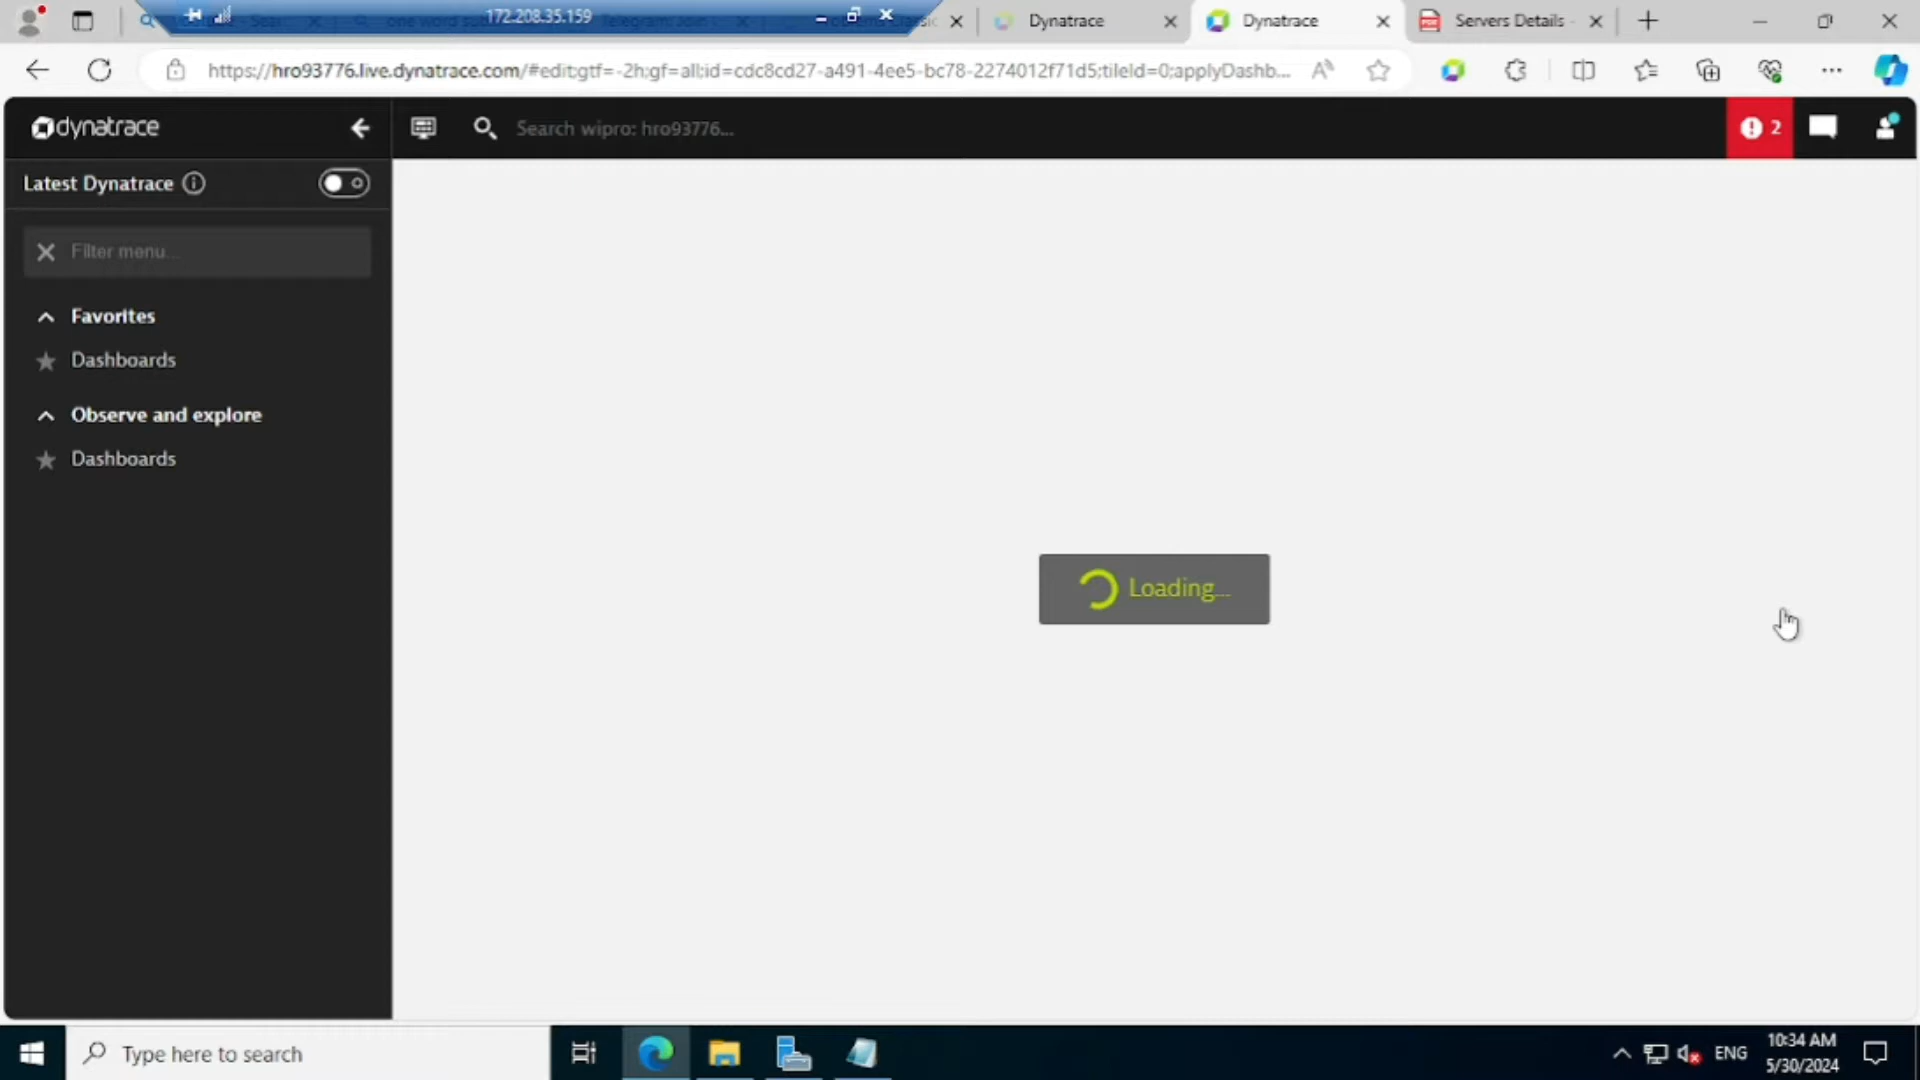 172.208.35.159
Dynatrace
Dynatrace
Servers Details
https://hro93776.live.dynatrace.com/#edit;gtf=-2h;gf=all;id=cdc8cd27-a491-4ee5-bc78-2274012f71d5;tileId=0;applyDashb...
dynatrace
Search wipro: hro93776...
2
Latest Dynatrace
Filter menu...
Favorites
Dashboards
Observe and explore
Dashboards
Loading...
Type here to search
ENG
10:34 AM
5/30/2024